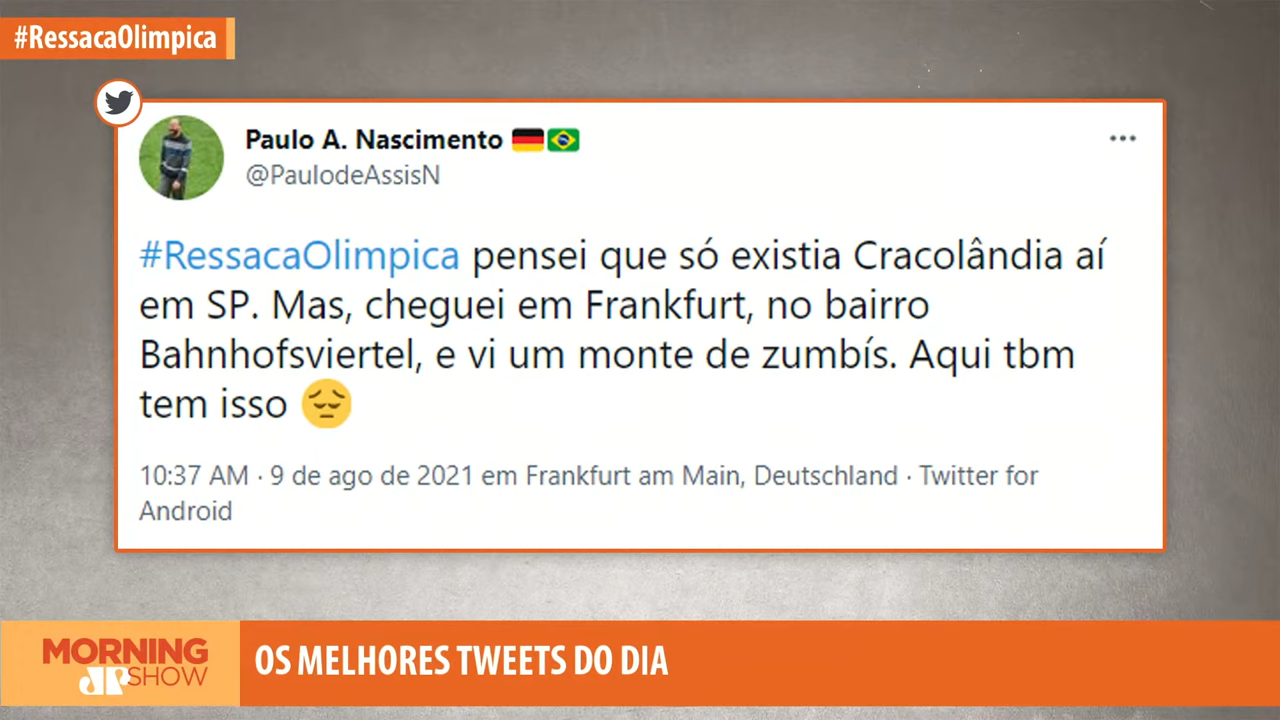 #RessacaOlimpica
Paulo A. Nascimento
@PaulodeAssisN
#RessacaOlimpica pensei que só existia Cracolândia aí
em SP. Mas, cheguei em Frankfurt, no bairro
Bahnhofsviertel, e vi um monte de zumbís. Aqui tbm
tem isso 😔
10:37 AM · 9 de ago de 2021 em Frankfurt am Main, Deutschland · Twitter for
Android
MORNING
JP SHOW
OS MELHORES TWEETS DO DIA